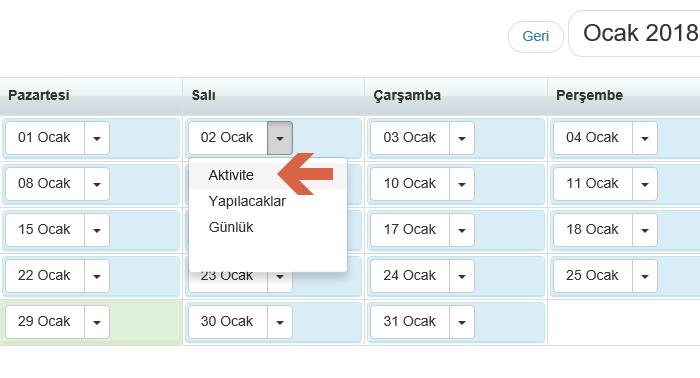 Geri Ocak 2018
Pazartesi Salı Çarşamba Perşembe
01 Ocak 02 Ocak 03 Ocak 04 Ocak
Aktivite
08 Ocak 10 Ocak 11 Ocak
Yapılacaklar
Günlük
15 Ocak 17 Ocak 18 Ocak
22 Ocak 23 Ocak 24 Ocak 25 Ocak
29 Ocak 30 Ocak 31 Ocak